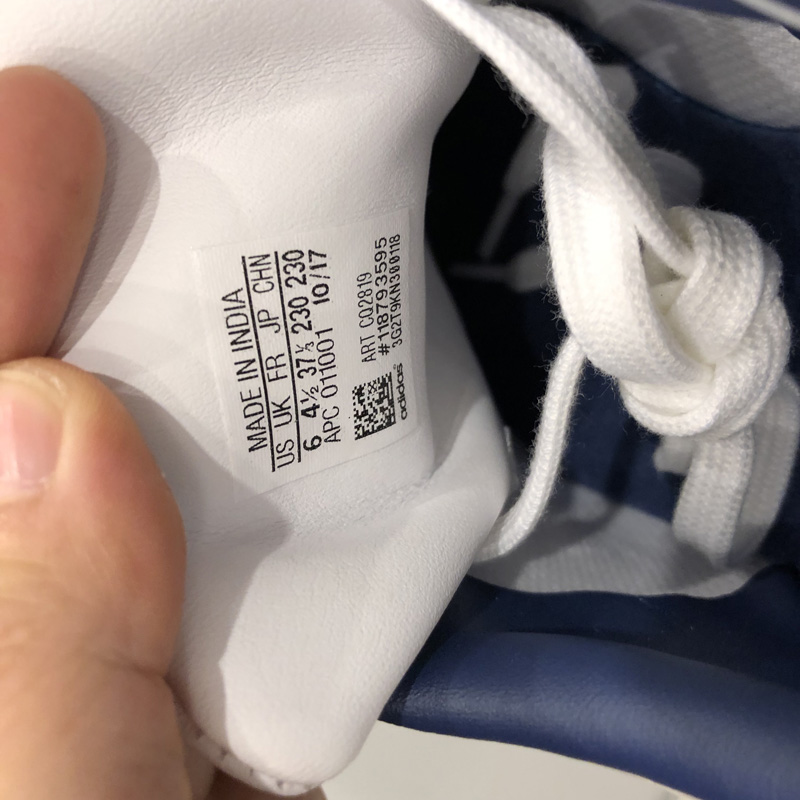 MADE IN INDIA
US UK FR JP CHN
6 4½ 37⅓ 230 230
APC 011001 10/17
ART CQ2819
#118793595
3G2T9KN300118
adidas